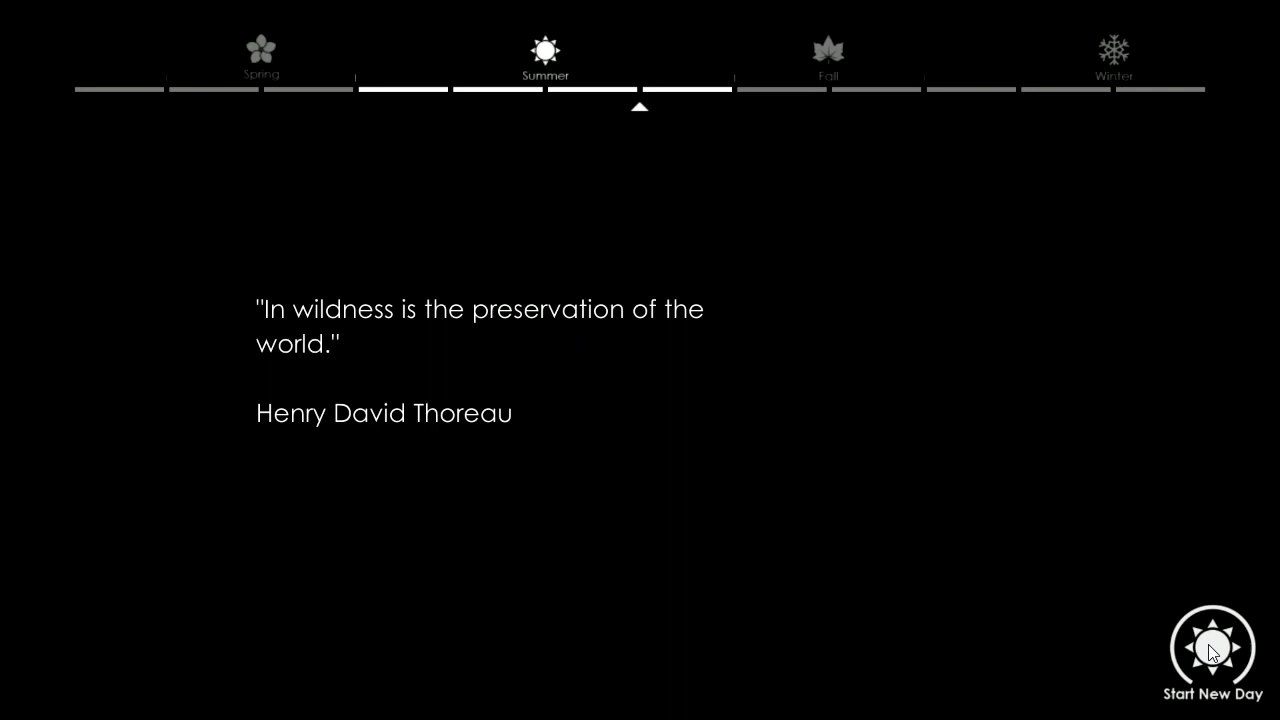 Spring
Summer
Fall
Winter
"In wildness is the preservation of the
world."
Henry David Thoreau
Start New Day